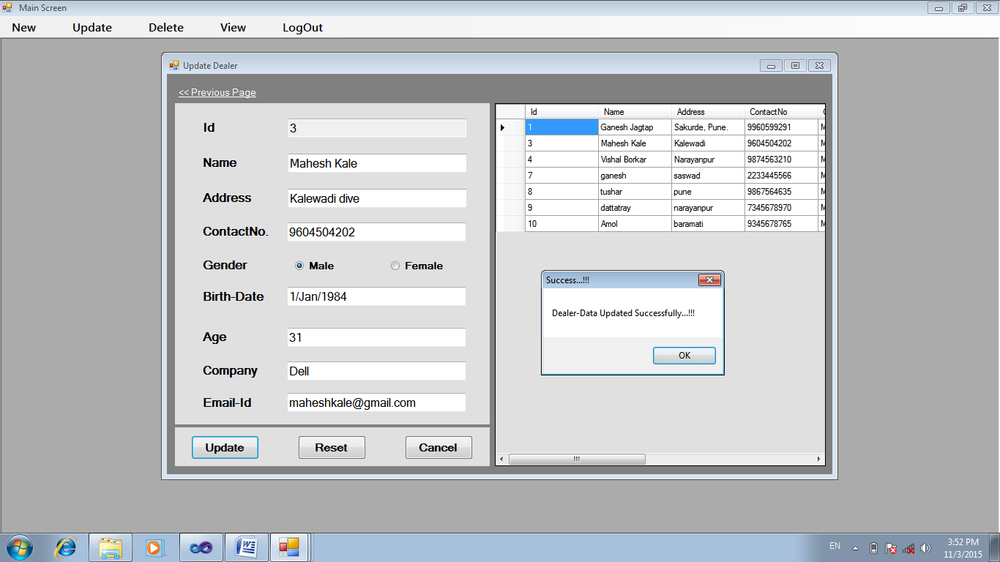 Main Screen
New Update Delete View LogOut
Update Dealer
<< Previous Page
Id 3
Name Mahesh Kale
Address Kalewadi dive
ContactNo. 9604504202
Gender Male Female
Birth-Date 1/Jan/1984
Age 31
Company Dell
Email-Id maheshkale@gmail.com
Update Reset Cancel
Id Name Address ContactNo
1 Ganesh Jagtap Sakurde, Pune. 9960599291 M
3 Mahesh Kale Kalewadi 9604504202 M
4 Vishal Borkar Narayanpur 9874563210 M
7 ganesh saswad 2233445566 M
8 tushar pune 9867564635 M
9 dattatray narayanpur 7345678970 M
10 Amol baramati 9345678765 M
Success...!!!
Dealer-Data Updated Successfully...!!!
OK
EN
3:52 PM
11/3/2015